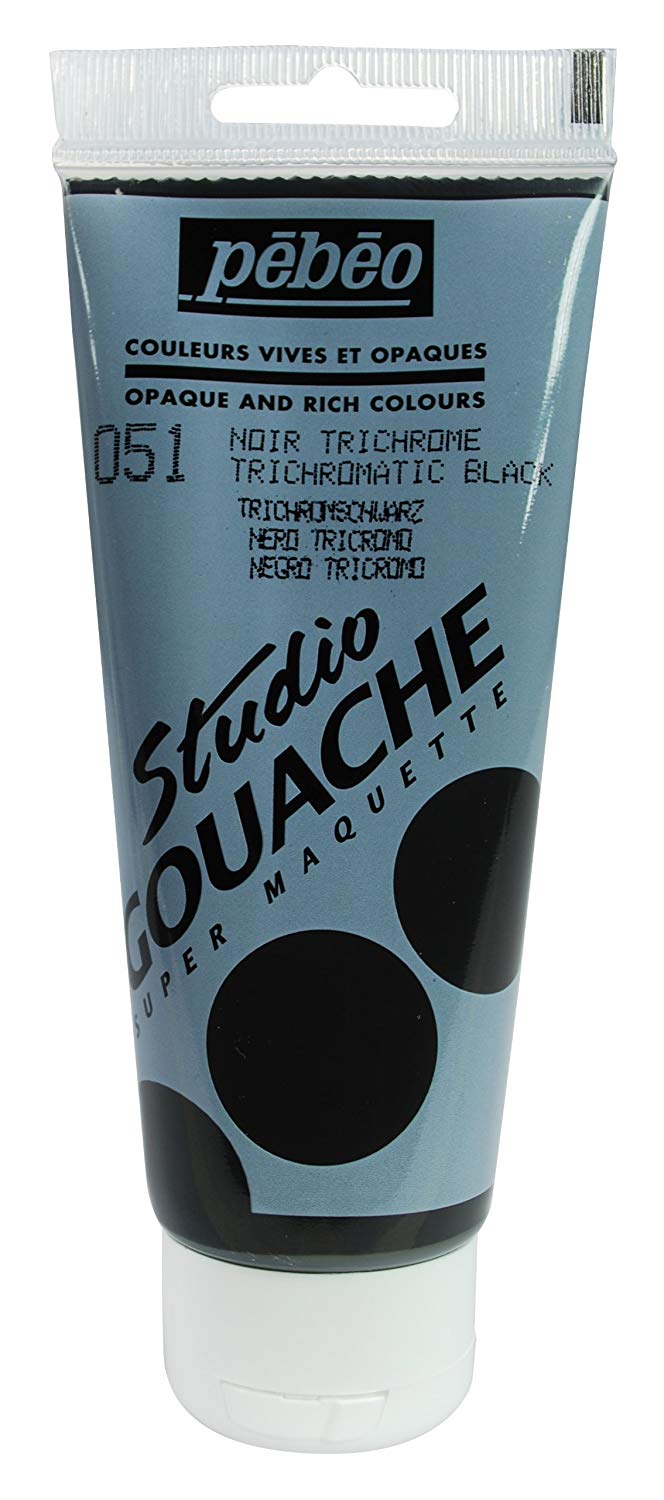 pēbēo
COULEURS VIVES ET OPAQUES
OPAQUE AND RICH COLOURS
051 NOIR TRICHROME
TRICHROMATIC BLACK
TRICHROMSCHWARZ
NERO TRICROMO
NEGRO TRICROMO
Studio
GOUACHE
SUPER MAQUETTE